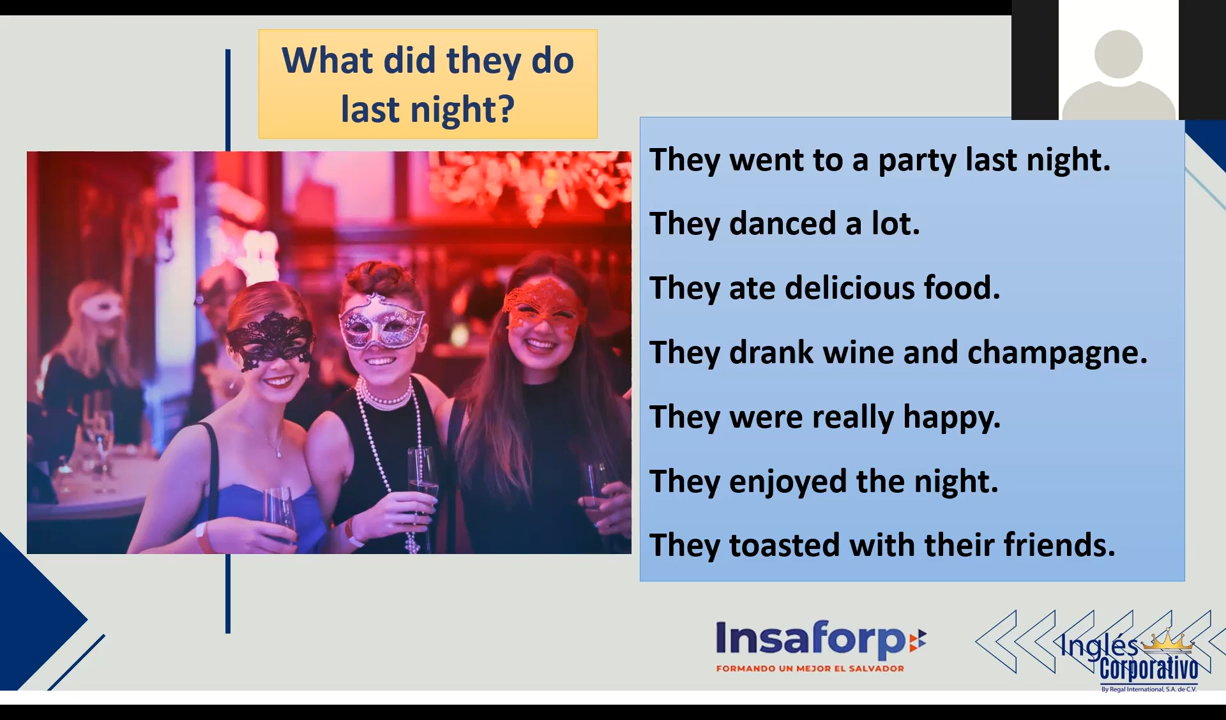 What did they do
last night?
They went to a party last night.
They danced a lot.
They ate delicious food.
They drank wine and champagne.
They were really happy.
They enjoyed the night.
They toasted with their friends.
Insaforp
FORMANDO UN MEJOR EL SALVADOR
Inglés
Corporativo
By Regal International, S.A. de C.V.